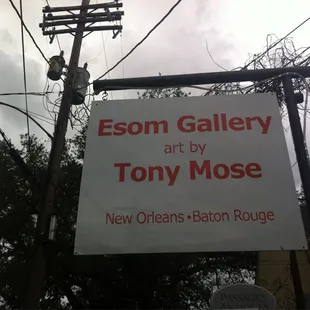 Esom Gallery
art by
Tony Mose
New Orleans • Baton Rouge